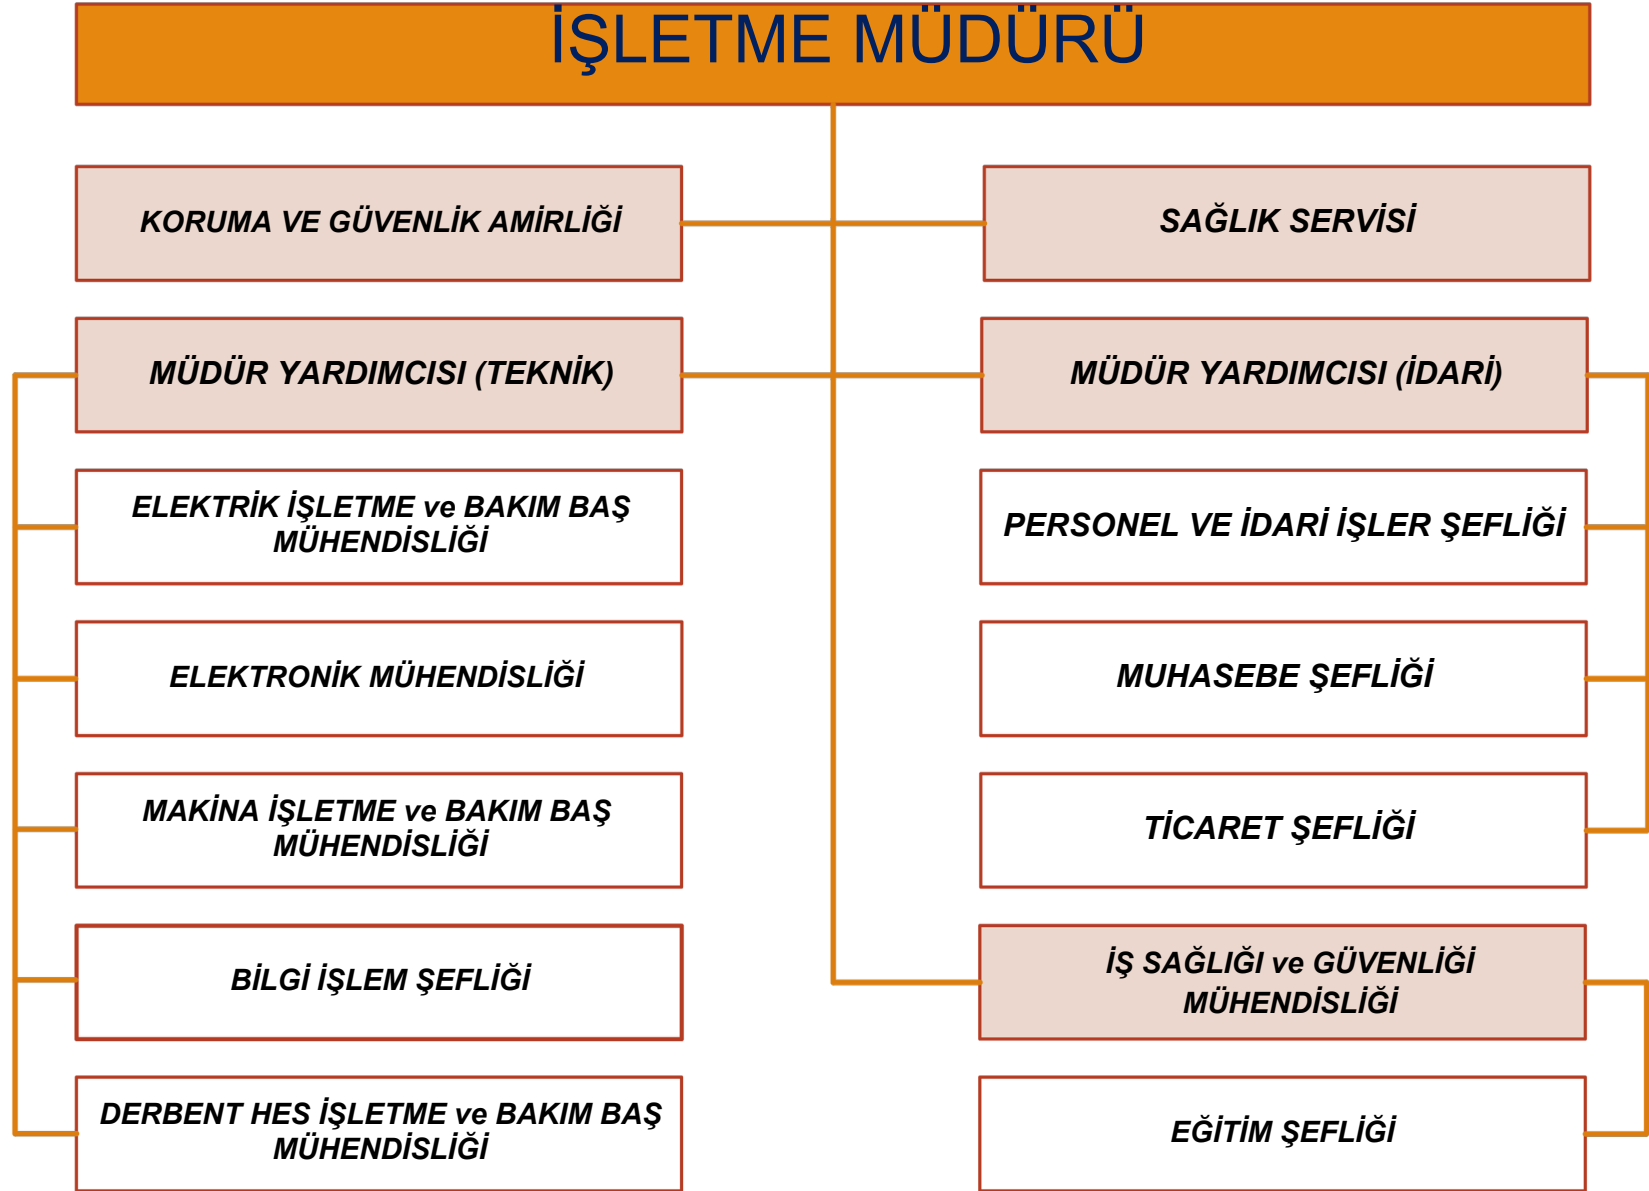 İŞLETME MÜDÜRÜ
KORUMA VE GÜVENLİK AMİRLİĞİ
SAĞLIK SERVİSİ
MÜDÜR YARDIMCISI (TEKNİK)
MÜDÜR YARDIMCISI (İDARİ)
ELEKTRİK İŞLETME ve BAKIM BAŞ
MÜHENDİSLİĞİ
PERSONEL VE İDARİ İŞLER ŞEFLİĞİ
ELEKTRONİK MÜHENDİSLİĞİ
MUHASEBE ŞEFLİĞİ
MAKİNA İŞLETME ve BAKIM BAŞ
MÜHENDİSLİĞİ
TİCARET ŞEFLİĞİ
BİLGİ İŞLEM ŞEFLİĞİ
İŞ SAĞLIĞI ve GÜVENLİĞİ
MÜHENDİSLİĞİ
DERBENT HES İŞLETME ve BAKIM BAŞ
MÜHENDİSLİĞİ
EĞİTİM ŞEFLİĞİ